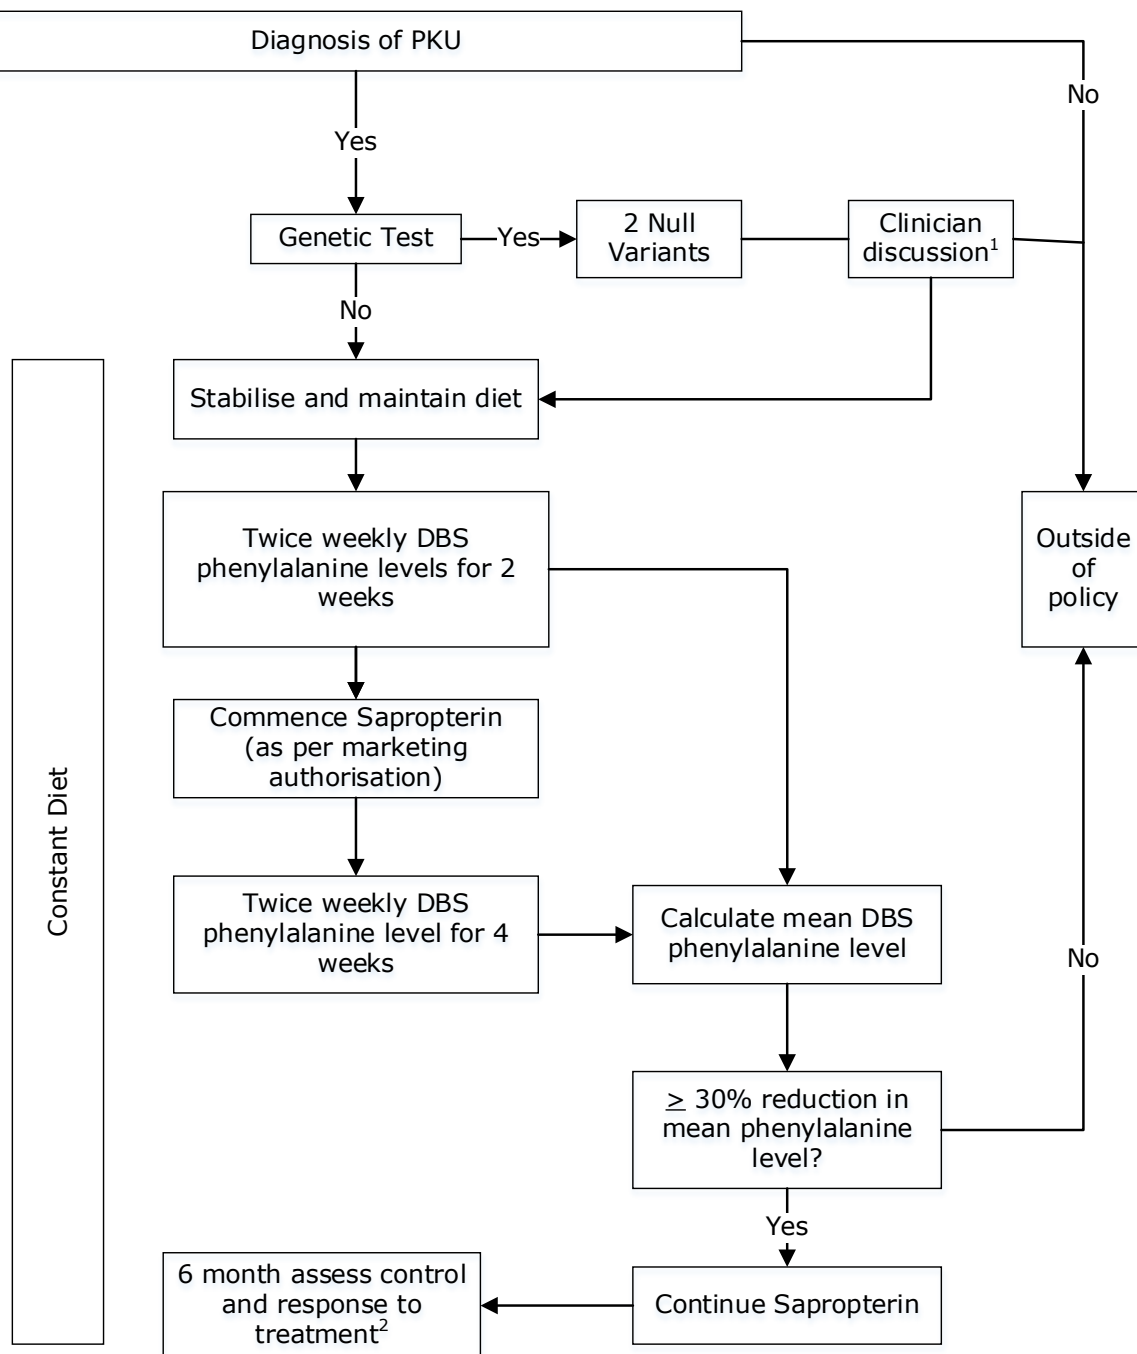 Diagnosis of PKU
No
Yes
Genetic Test
Yes
2 Null
Variants
Clinician
discussion¹
No
Stabilise and maintain diet
Twice weekly DBS
phenylalanine levels for 2
weeks
Outside
of
policy
Commence Sapropterin
(as per marketing
authorisation)
Constant Diet
Twice weekly DBS
phenylalanine level for 4
weeks
Calculate mean DBS
phenylalanine level
No
≥ 30% reduction in
mean phenylalanine
level?
Yes
Continue Sapropterin
6 month assess control
and response to
treatment²